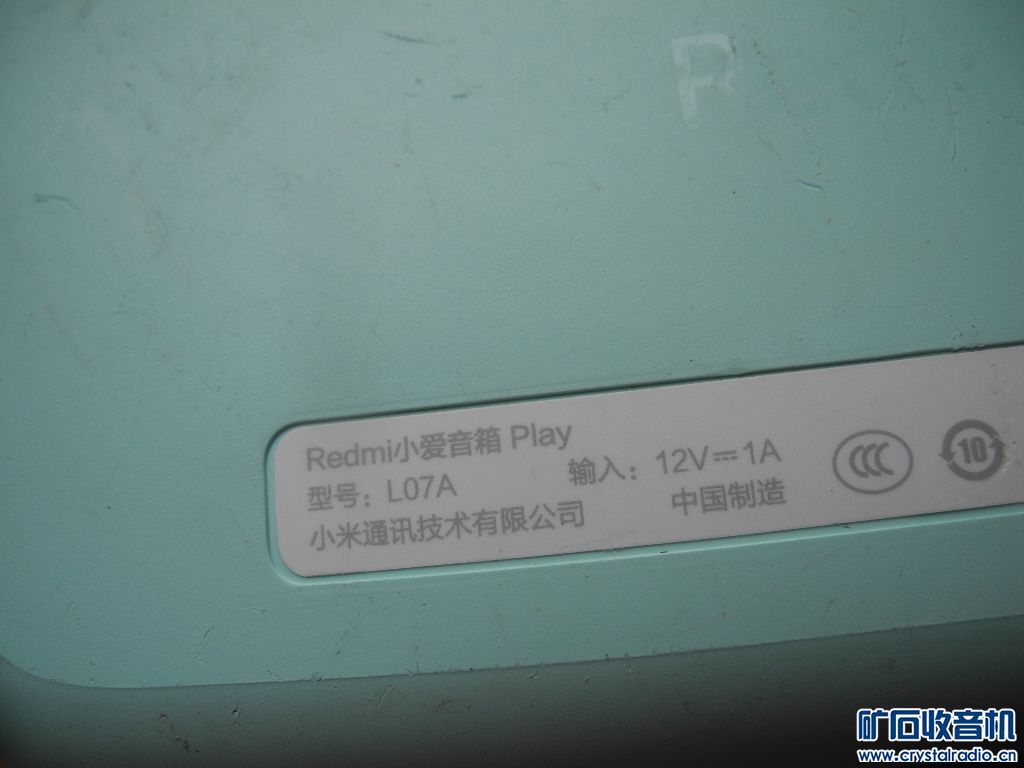 R
Redmi小爱音箱 Play
型号：L07A 输入：12V⎓1A
小米通讯技术有限公司 中国制造
CCC
10
矿石收音机
www.crystalradio.cn